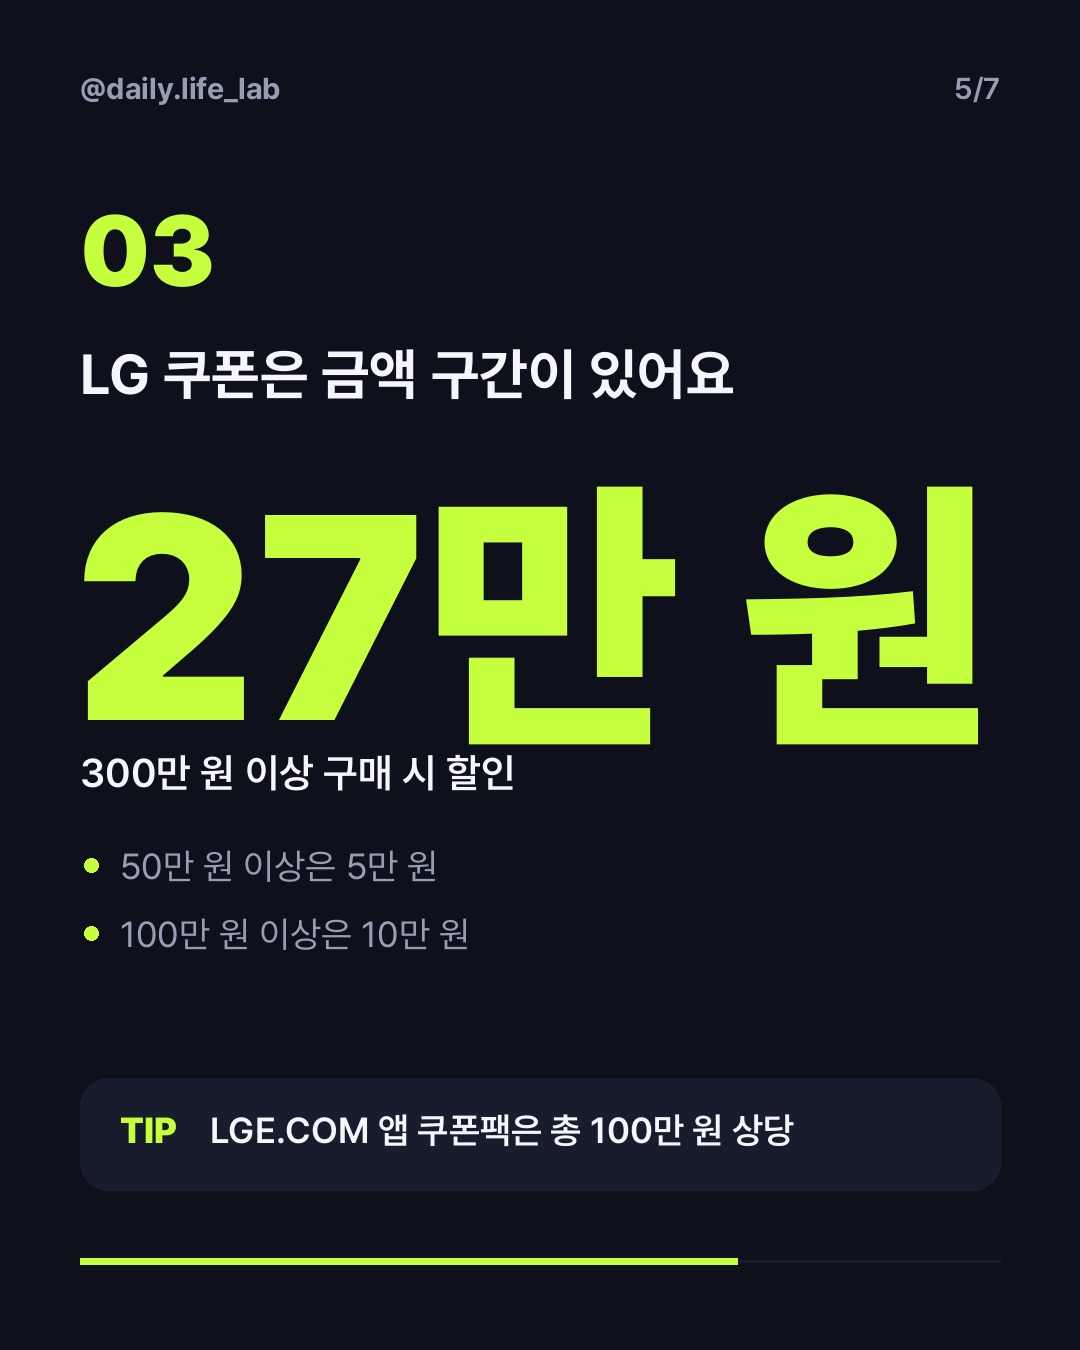 @daily.life_lab
5/7
03
LG 쿠폰은 금액 구간이 있어요
27만 원
300만 원 이상 구매 시 할인
50만 원 이상은 5만 원
100만 원 이상은 10만 원
TIP LGE.COM 앱 쿠폰팩은 총 100만 원 상당